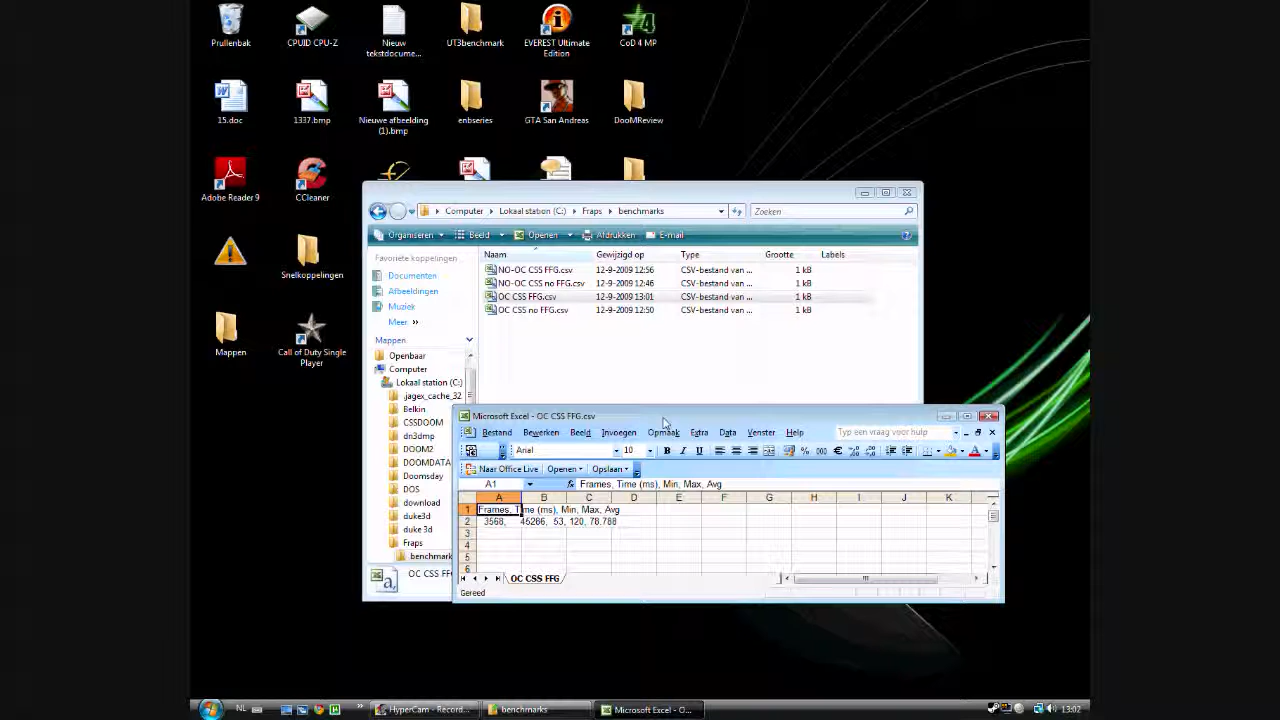 Prullenbak
CPUID CPU-Z
Nieuw tekstdocume...
UT3benchmark
EVEREST Ultimate Edition
CoD 4 MP
15.doc
1337.bmp
Nieuwe afbeelding (1).bmp
enbseries
GTA San Andreas
DooMReview
Adobe Reader 9
CCleaner
Snelkoppelingen
Mappen
Call of Duty Single Player
Computer
Lokaal station (C:)
Fraps
benchmarks
Zoeken
Organiseren
Beeld
Openen
Afdrukken
E-mail
Favoriete koppelingen
Documenten
Afbeeldingen
Muziek
Meer »
Mappen
Openbaar
Computer
Lokaal station (C:)
.jagex_cache_32
Belkin
CSSDOOM
dn3dmp
DOOM2
DOOMDATA
Doomsday
DOS
download
duke3d
duke 3d
Fraps
benchmark
Naam Gewijzigd op Type Grootte Labels
NO-OC CSS FFG.csv 12-9-2009 12:56 CSV-bestand van ... 1 kB
NO-OC CSS no FFG.csv 12-9-2009 12:46 CSV-bestand van ... 1 kB
OC CSS FFG.csv 12-9-2009 13:01 CSV-bestand van ... 1 kB
OC CSS no FFG.csv 12-9-2009 12:50 CSV-bestand van ... 1 kB
OC CSS FF
Microsoft Excel - OC CSS FFG.csv
Bestand Bewerken Beeld Invoegen Opmaak Extra Data Venster Help
Typ een vraag voor hulp
Arial 10 B I U
Naar Office Live Openen Opslaan
A1 fx Frames, Time (ms), Min, Max, Avg
A B C D E F G H I J K
1 Frames, Time (ms), Min, Max, Avg
2 3568, 45286, 53, 120, 78.788
3
4
5
6
OC CSS FFG
Gereed
NL
HyperCam - Record...
benchmarks
Microsoft Excel - O...
13:02